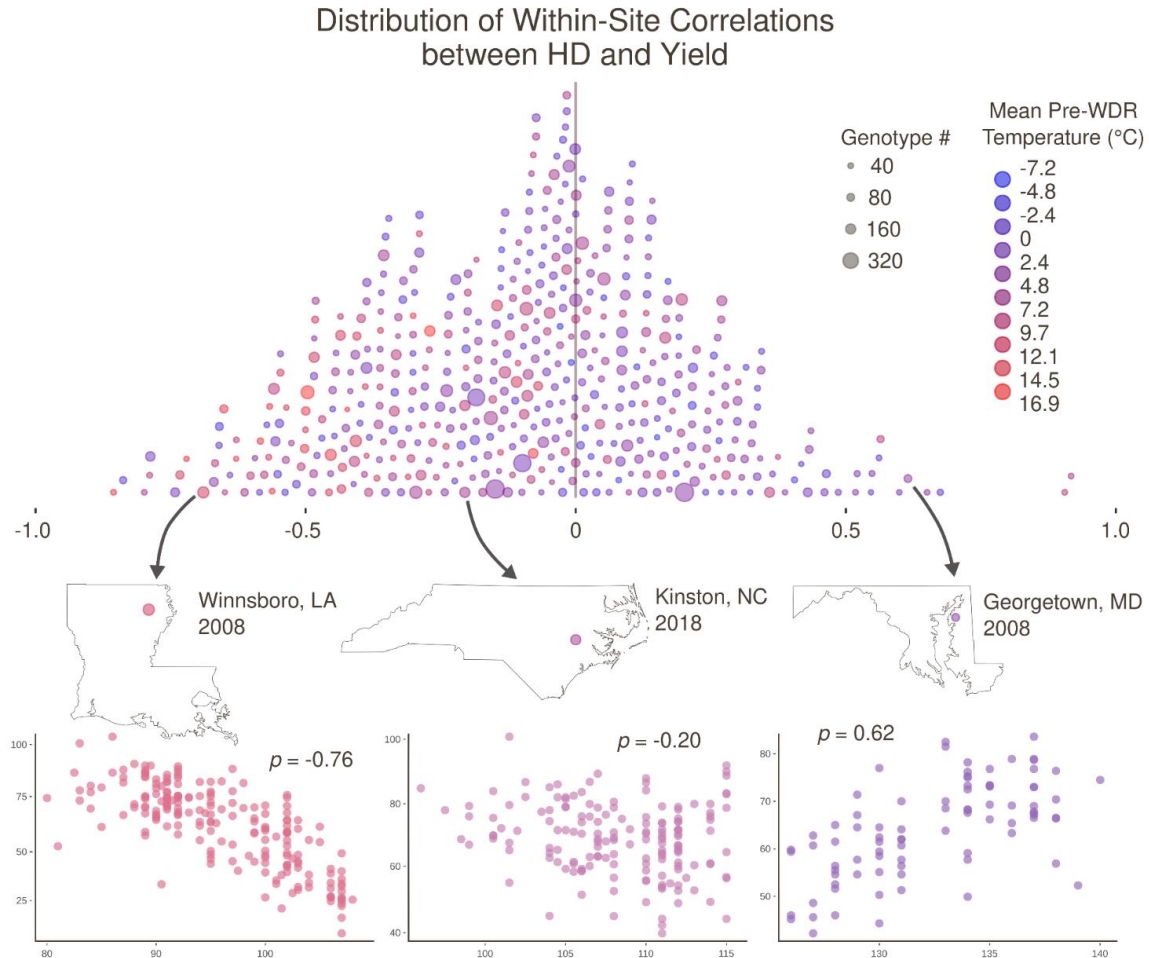 Distribution of Within-Site Correlations
between HD and Yield
Genotype #
40
80
160
320
Mean Pre-WDR
Temperature (°C)
-7.2
-4.8
-2.4
0
2.4
4.8
7.2
9.7
12.1
14.5
16.9
-1.0 -0.5 0 0.5 1.0
Winnsboro, LA
2008
Kinston, NC
2018
Georgetown, MD
2008
p = -0.76
100
75
50
25
80 90 100
p = -0.20
100
80
60
40
100 105 110 115
p = 0.62
80
70
60
50
130 135 140